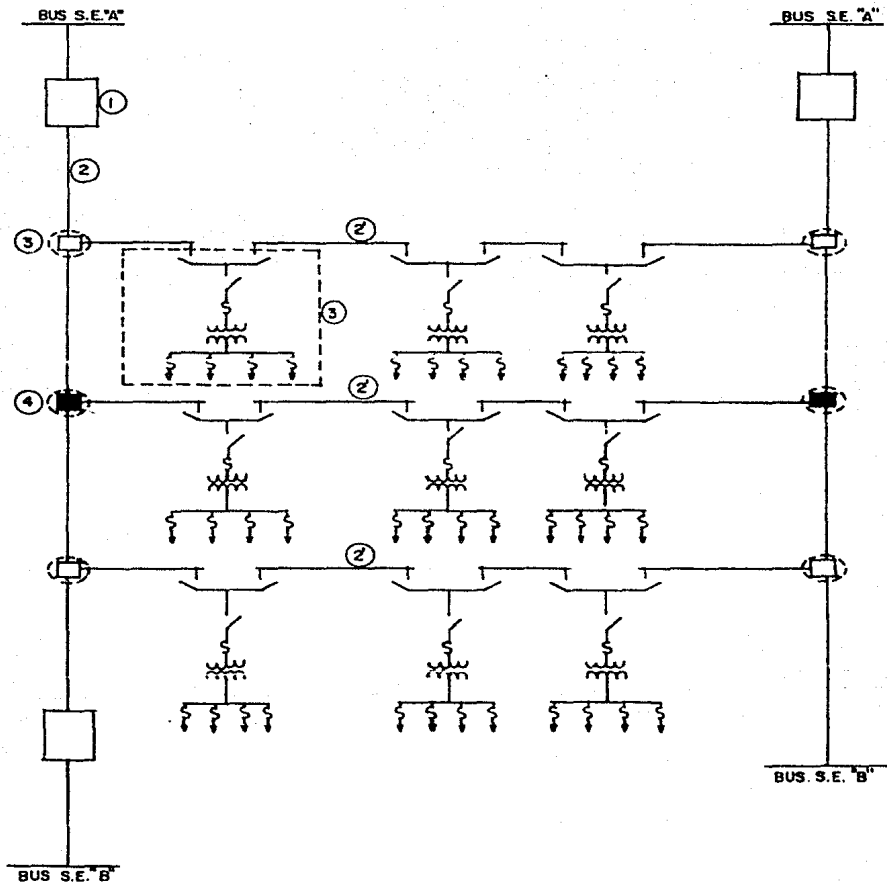 BUS S.E."A"
BUS S.E. "A"
1
2
2'
3
3
2'
4
2'
BUS. S.E. "B"
BUS S.E."B"